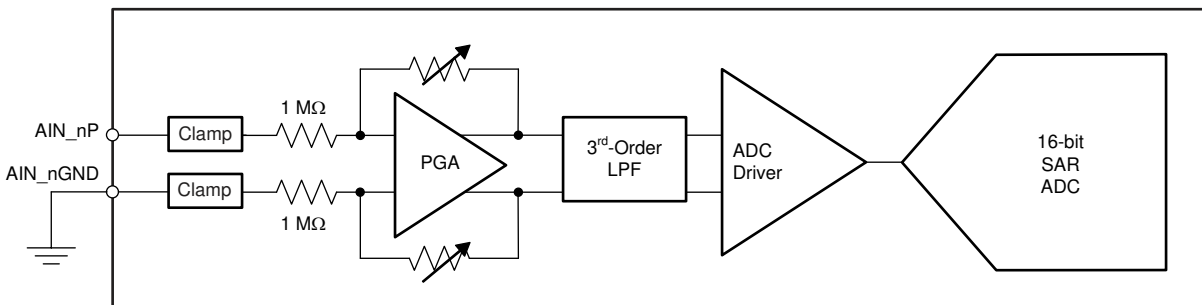 1 MΩ
AIN_nP
Clamp
PGA
3rd-Order
LPF
ADC
Driver
16-bit
SAR
ADC
AIN_nGND
Clamp
1 MΩ